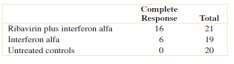 Complete
Response Total
Ribavirin plus interferon alfa 16 21
Interferon alfa 6 19
Untreated controls 0 20